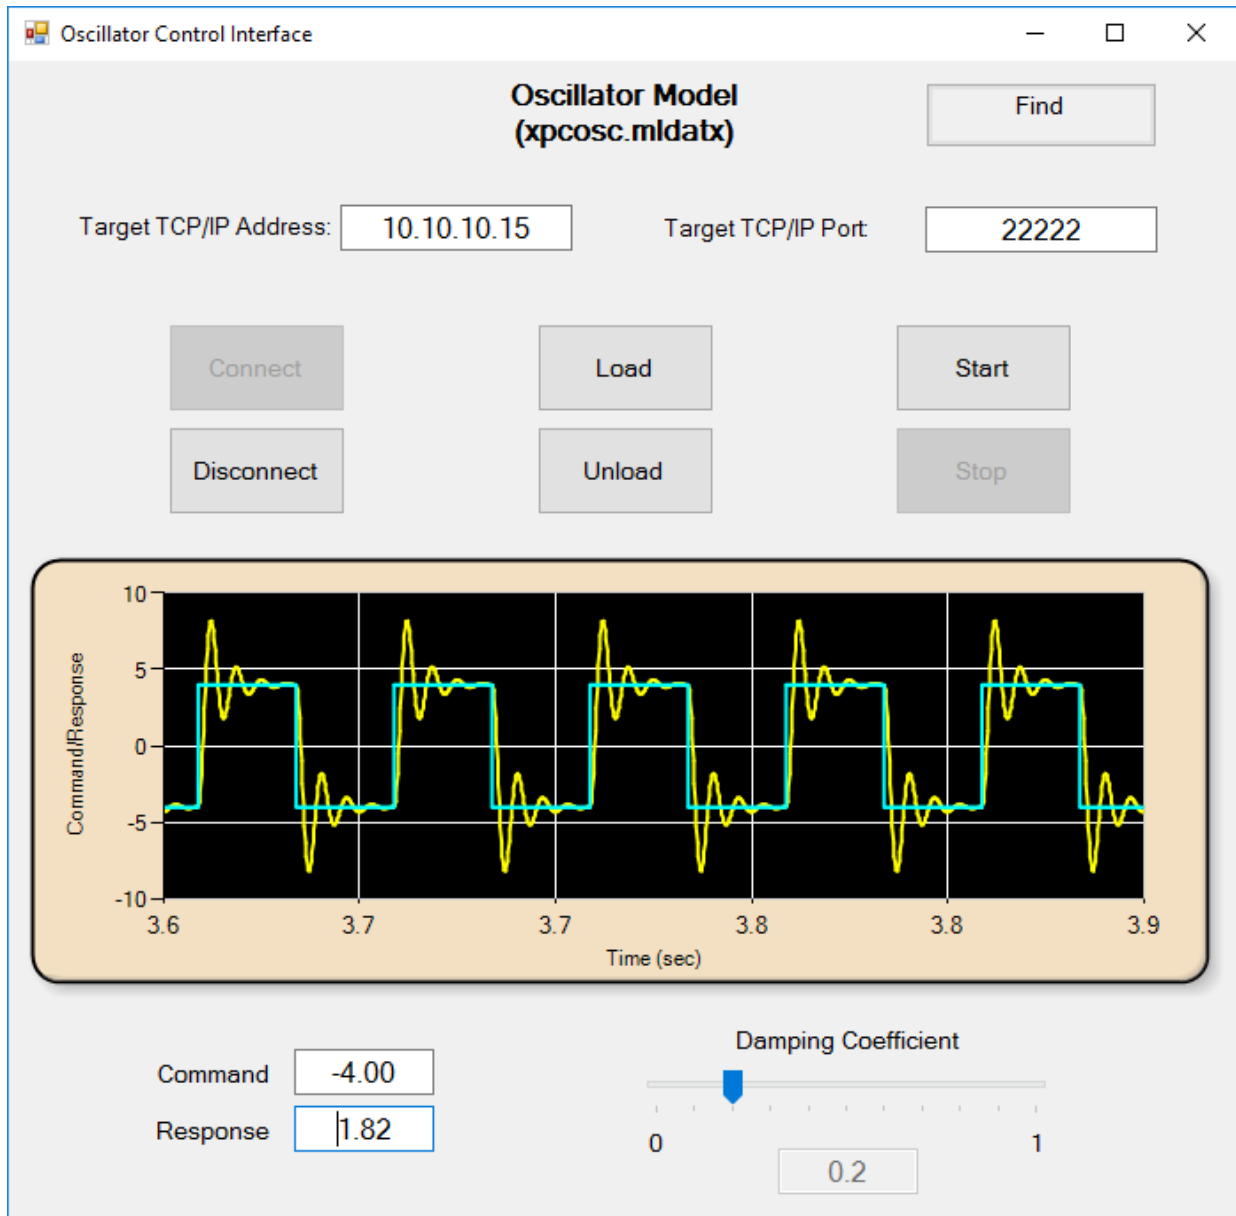 Oscillator Control Interface
Oscillator Model
(xpcosc.mldatx)
Find
Target TCP/IP Address:
10.10.10.15
Target TCP/IP Port:
22222
Connect
Load
Start
Disconnect
Unload
Stop
Command/Response
10
5
0
-5
-10
3.6
3.7
3.7
3.8
3.8
3.9
Time (sec)
Command
-4.00
Response
1.82
Damping Coefficient
0
1
0.2